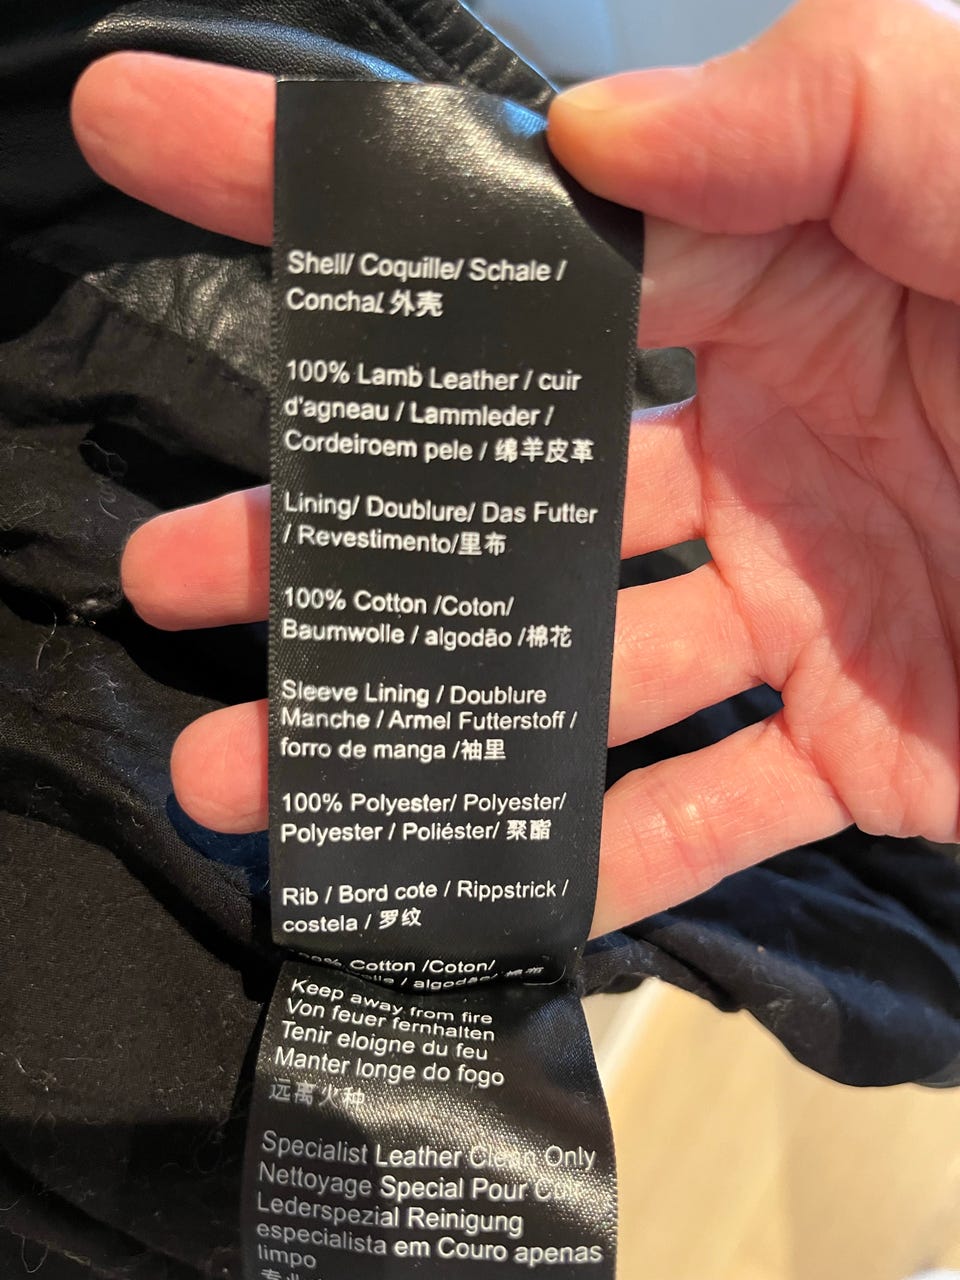 Shell/ Coquille/ Schale /
Concha/ 外壳
100% Lamb Leather / cuir
d'agneau / Lammleder /
Cordeiroem pele / 绵羊皮革
Lining/ Doublure/ Das Futter
/ Revestimento/里布
100% Cotton /Coton/
Baumwolle / algodão /棉花
Sleeve Lining / Doublure
Manche / Armel Futterstoff /
forro de manga /袖里
100% Polyester/ Polyester/
Polyester / Poliéster/ 聚酯
Rib / Bord cote / Rippstrick /
costela / 罗纹
Cotton /Coton/
/ algodão/
Keep away from fire
Von feuer fernhalten
Tenir eloigne du feu
Manter longe do fogo
远离火种
Specialist Leather Clean Only
Nettoyage Special Pour
Lederspezial Reinigung
especialista em Couro apenas
limpo